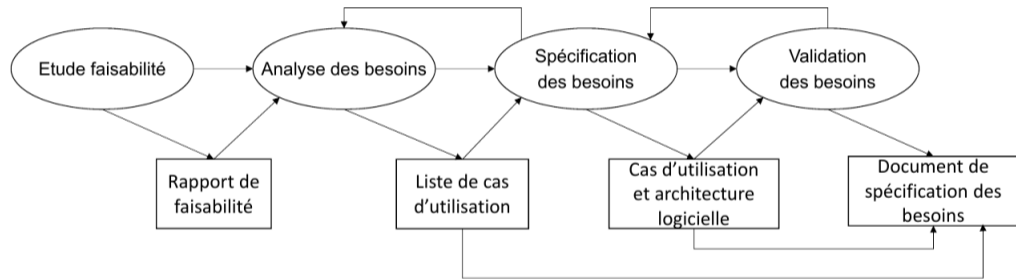 Etude faisabilité
Analyse des besoins
Spécification
des besoins
Validation
des besoins
Rapport de
faisabilité
Liste de cas
d'utilisation
Cas d'utilisation
et architecture
logicielle
Document de
spécification des
besoins